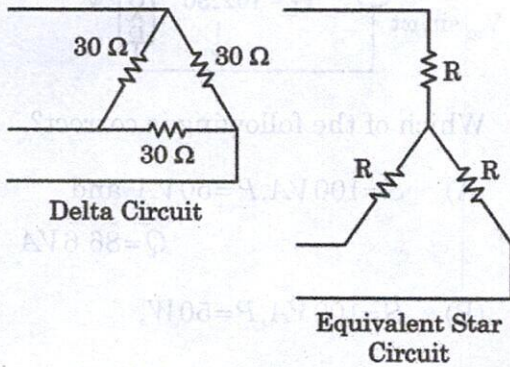 30 Ω
30 Ω
30 Ω
Delta Circuit
R
R
R
Equivalent Star
Circuit